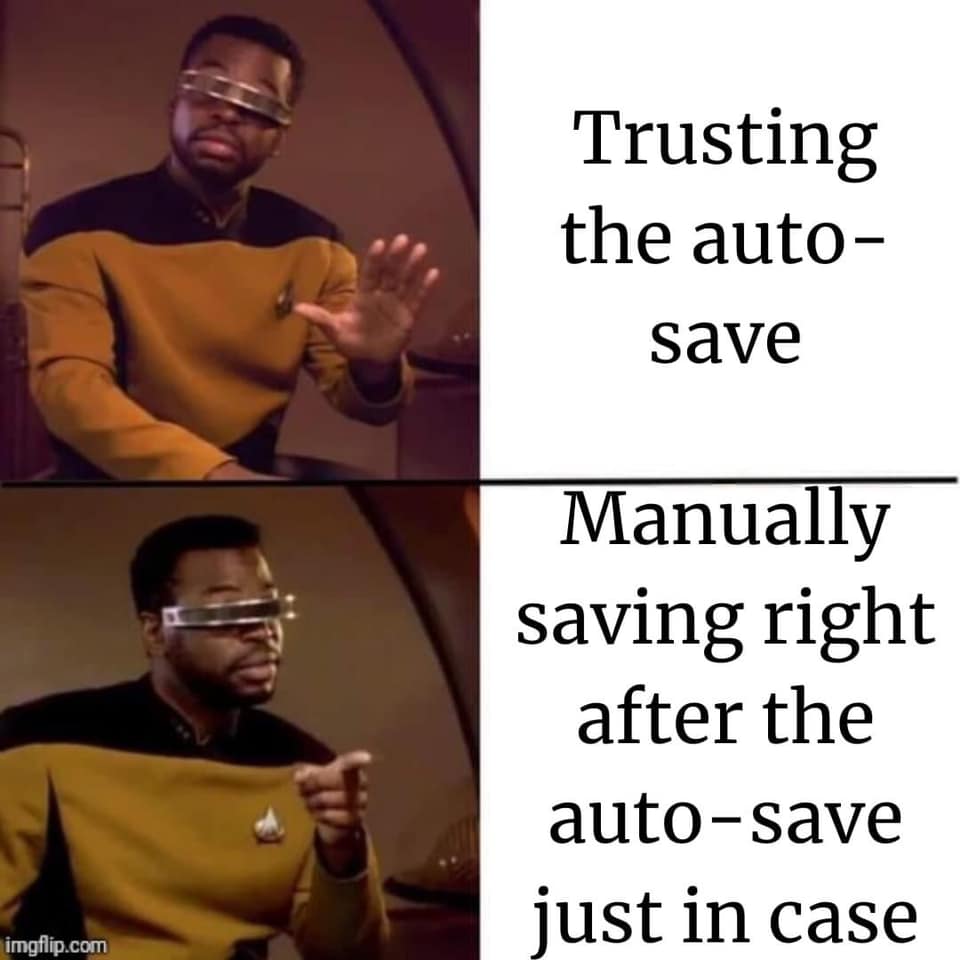 Trusting
the auto-
save
Manually
saving right
after the
auto-save
just in case
imgflip.com